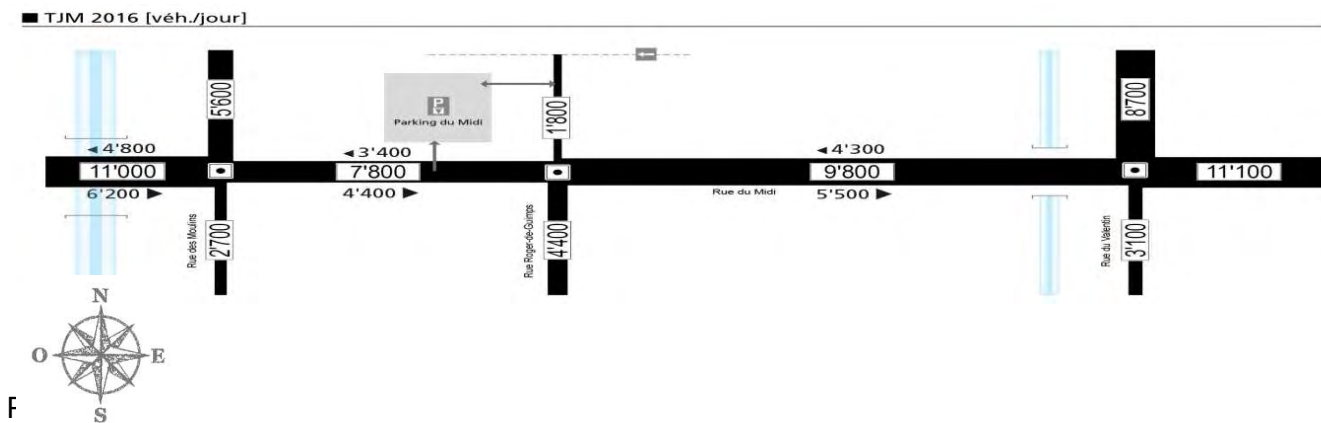 TJM 2016 [véh./jour]
5'600
P
Parking du Midi
1'800
8'700
◄ 4'800
◄ 3'400
◄ 4'300
11'000
7'800
9'800
11'100
6'200 ►
4'400 ►
Rue du Midi
5'500 ►
Rue des Moulins
2'700
Rue Roger-de-Guimps
4'400
Rue du Valentin
3'100
N
O
E
S